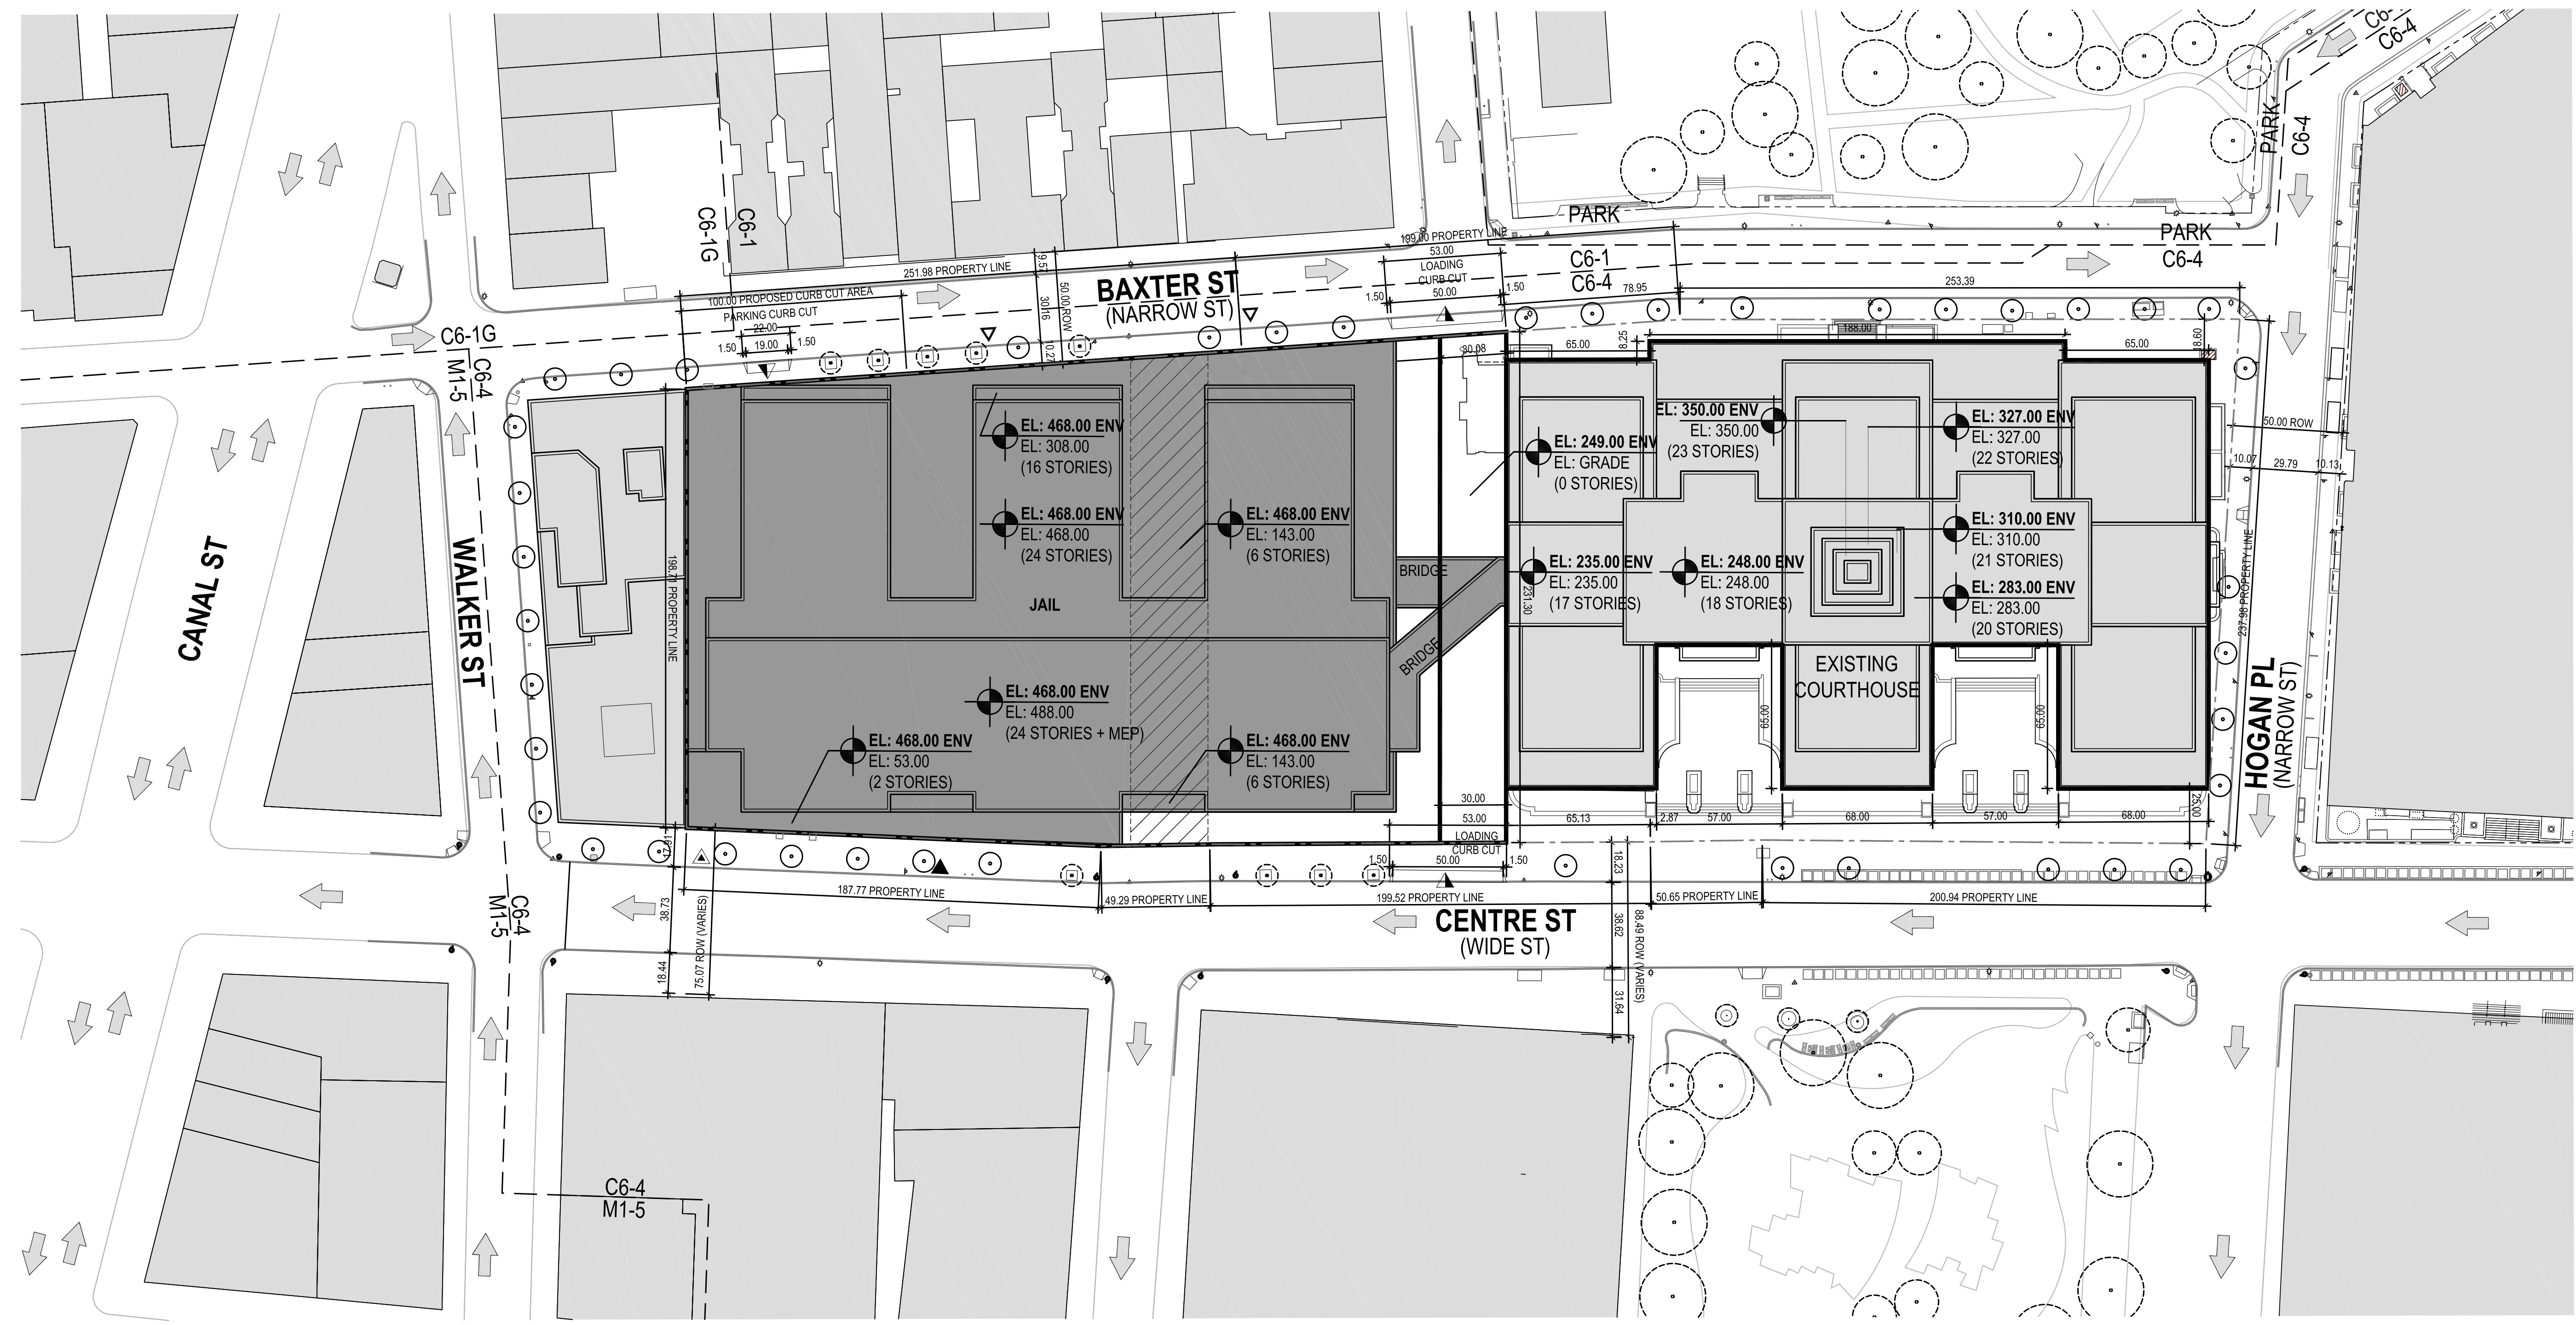 C6-4
C6-4
PARK
C6-4
PARK
C6-1G
C6-1
PARK
C6-4
C6-1
C6-4
199.00 PROPERTY LINE
53.00
LOADING
CURB CUT
1.50
50.00
1.50
78.95
253.39
251.98 PROPERTY LINE
9.57
30.16
10.27
50.00 ROW
BAXTER ST
(NARROW ST)
100.00 PROPOSED CURB CUT AREA
PARKING CURB CUT
22.00
1.50
19.00
1.50
C6-1G
M1-5
C6-4
30.08
65.00
8.25
188.00
65.00
18.60
EL: 468.00 ENV
EL: 308.00
(16 STORIES)
EL: 468.00 ENV
EL: 468.00
(24 STORIES)
EL: 468.00 ENV
EL: 143.00
(6 STORIES)
EL: 249.00 ENV
EL: GRADE
(0 STORIES)
EL: 350.00 ENV
EL: 350.00
(23 STORIES)
EL: 327.00 ENV
EL: 327.00
(22 STORIES)
EL: 310.00 ENV
EL: 310.00
(21 STORIES)
EL: 283.00 ENV
EL: 283.00
(20 STORIES)
EL: 235.00 ENV
EL: 235.00
(17 STORIES)
EL: 248.00 ENV
EL: 248.00
(18 STORIES)
231.30
50.00 ROW
10.07
29.79
10.13
CANAL ST
WALKER ST
198.71 PROPERTY LINE
JAIL
BRIDGE
BRIDGE
EXISTING
COURTHOUSE
237.98 PROPERTY LINE
HOGAN PL
(NARROW ST)
EL: 468.00 ENV
EL: 488.00
(24 STORIES + MEP)
EL: 468.00 ENV
EL: 53.00
(2 STORIES)
EL: 468.00 ENV
EL: 143.00
(6 STORIES)
65.00
65.00
25.00
30.00
53.00
65.13
2.87
57.00
68.00
57.00
68.00
LOADING
CURB CUT
1.50
50.00
1.50
18.23
38.62
31.64
88.49 ROW (VARIES)
187.77 PROPERTY LINE
49.29 PROPERTY LINE
199.52 PROPERTY LINE
50.65 PROPERTY LINE
200.94 PROPERTY LINE
38.73
18.44
75.07 ROW (VARIES)
CENTRE ST
(WIDE ST)
M1-5
C6-4
C6-4
M1-5